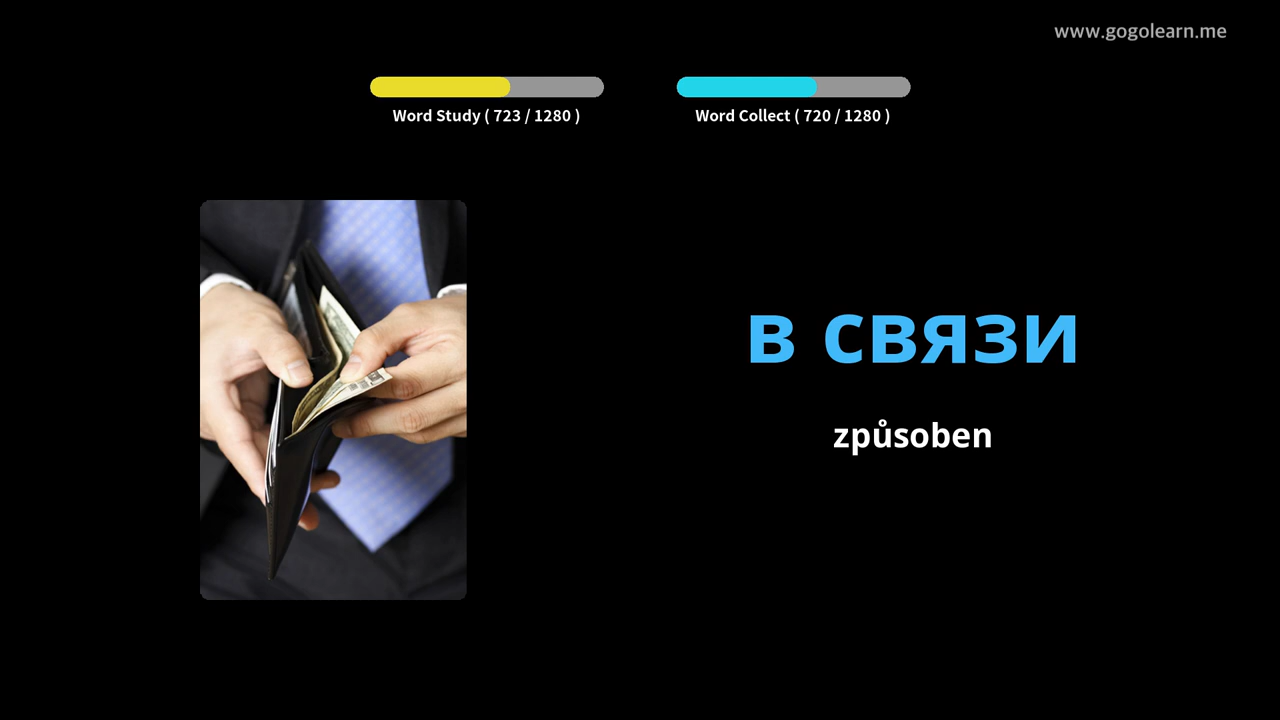 www.gogolearn.me
Word Study ( 723 / 1280 )
Word Collect ( 720 / 1280 )
в связи
způsoben